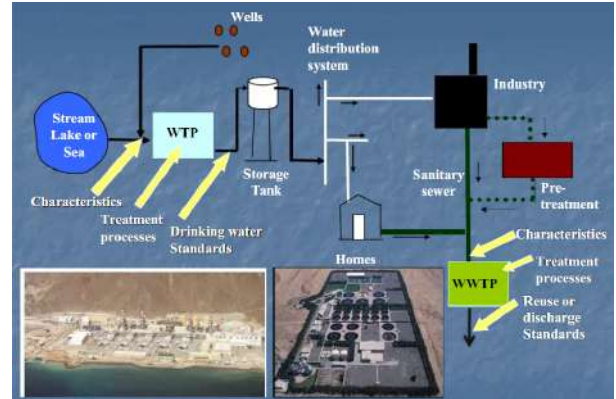 Wells
Water
distribution
system
Stream
Lake or
Sea
WTP
Storage
Tank
Industry
Sanitary
sewer
Pre-
treatment
Characteristics
Treatment
processes
Drinking water
Standards
Homes
Characteristics
Treatment
processes
WWTP
Reuse or
discharge
Standards